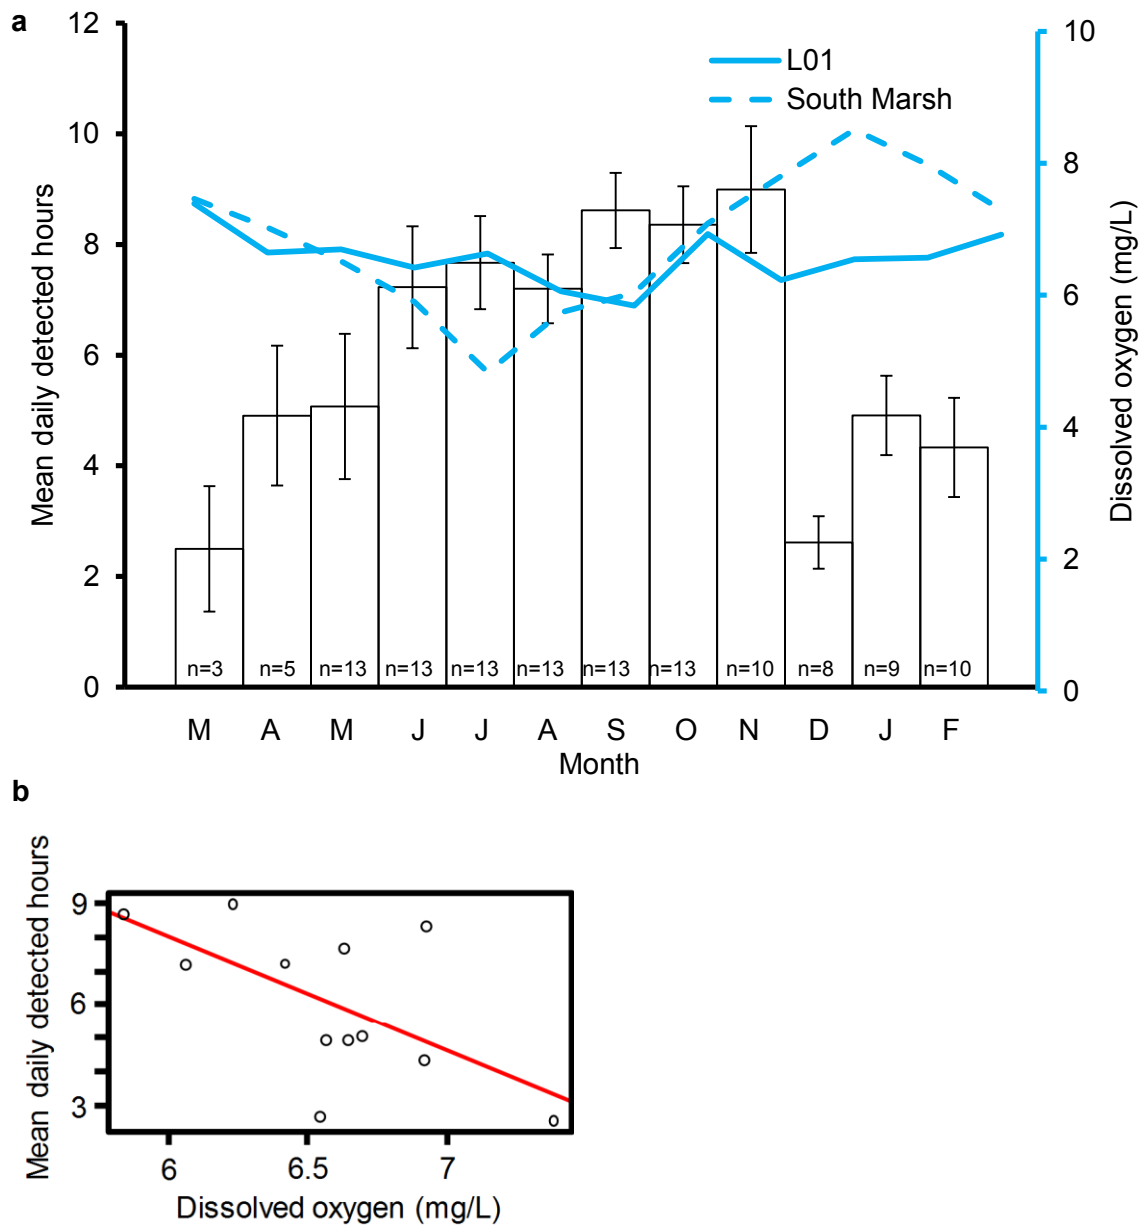 a
12
10
8
6
4
2
0
Mean daily detected hours
L01
South Marsh
10
8
6
4
2
0
Dissolved oxygen (mg/L)
n=3 n=5 n=13 n=13 n=13 n=13 n=13 n=13 n=10 n=8 n=9 n=10
M A M J J A S O N D J F
Month
b
Mean daily detected hours
9
6
3
6 6.5 7
Dissolved oxygen (mg/L)